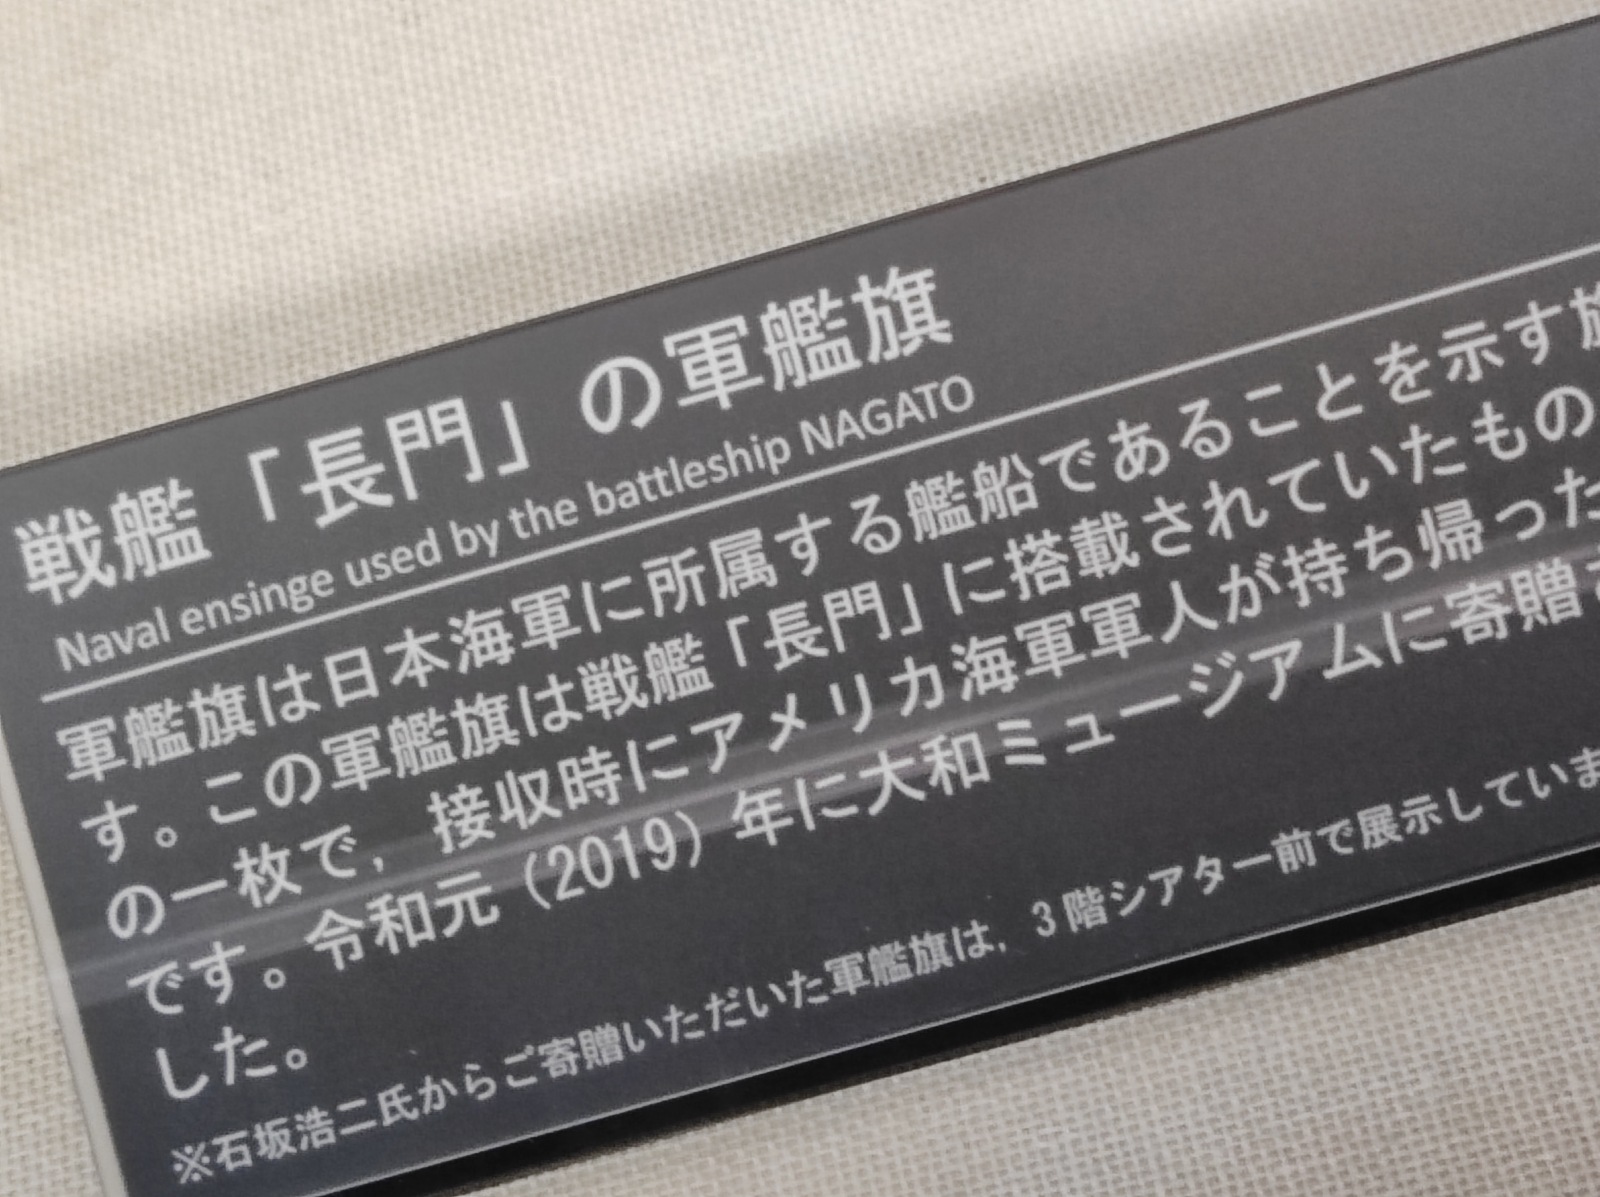 戦艦「長門」の軍艦旗
Naval ensinge used by the battleship NAGATO
軍艦旗は日本海軍に所属する艦船であることを示す旗
す。この軍艦旗は戦艦「長門」に搭載されていたもの
の一枚で，接収時にアメリカ海軍軍人が持ち帰った
です。令和元（2019）年に大和ミュージアムに寄贈さ
した。
※石坂浩二氏からご寄贈いただいた軍艦旗は，3階シアター前で展示していま